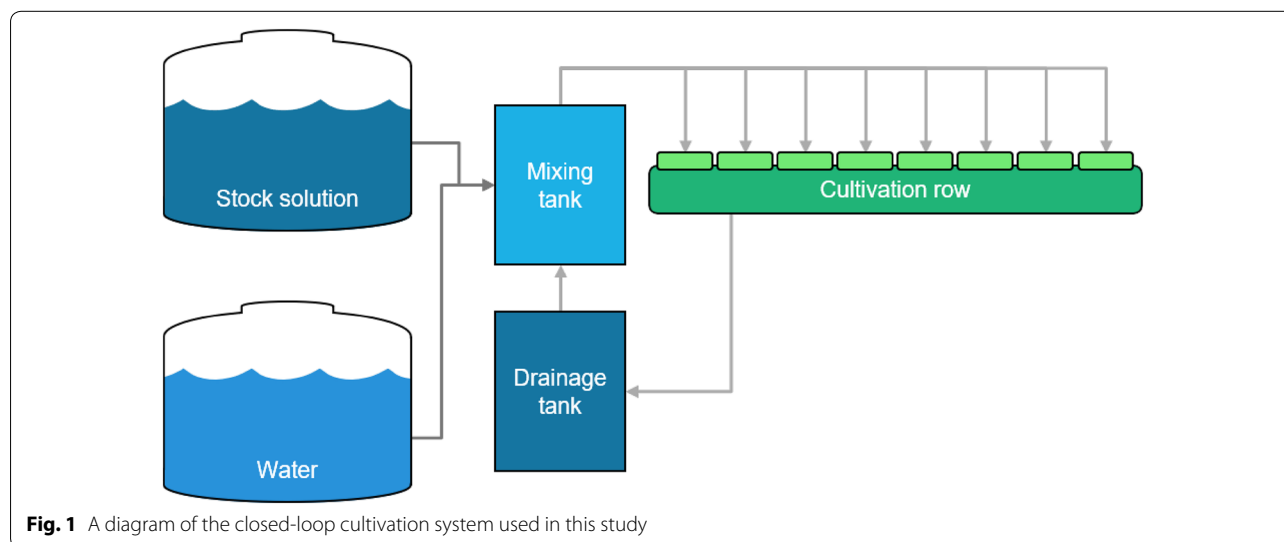 Stock solution
Mixing
tank
Cultivation row
Drainage
tank
Water
Fig. 1 A diagram of the closed-loop cultivation system used in this study